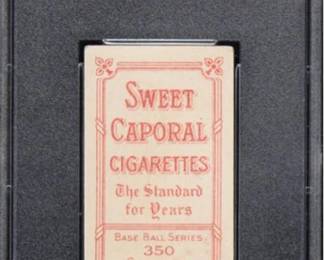 SWEET
CAPORAL
CIGARETTES
The Standard
for Years
BASE BALL SERIES
350